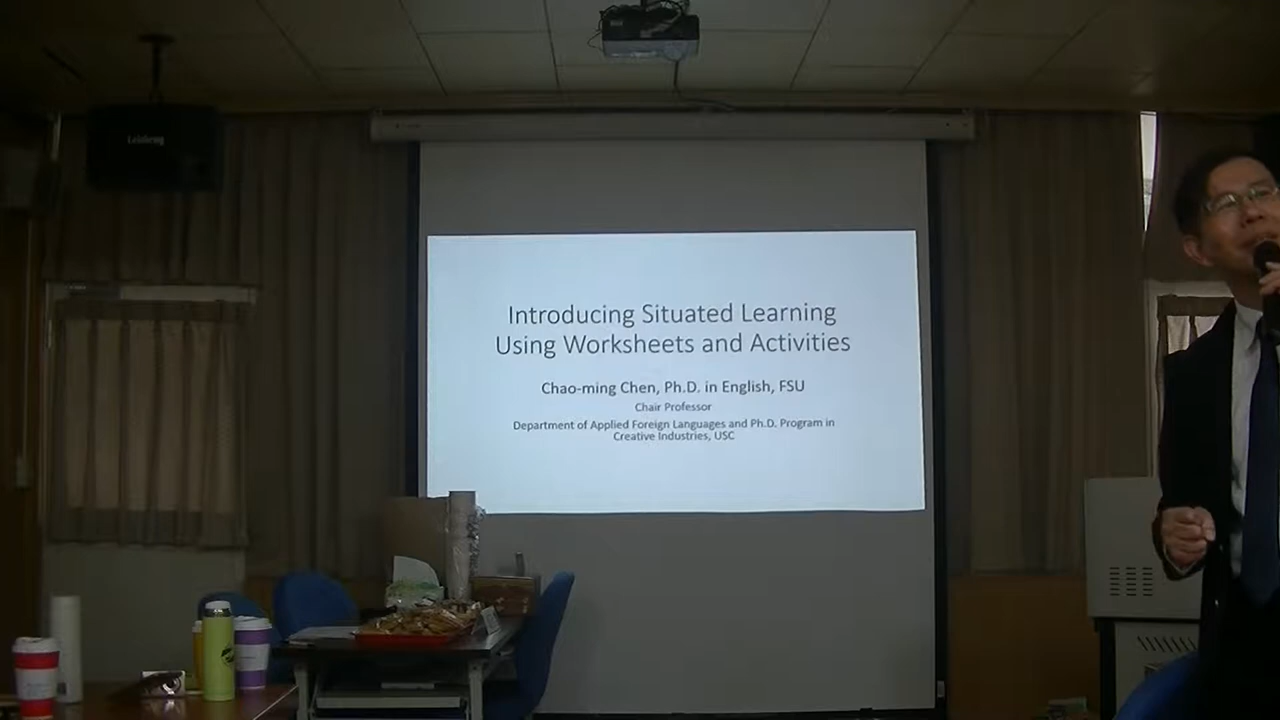 Introducing Situated Learning
Using Worksheets and Activities
Chao-ming Chen, Ph.D. in English, FSU
Chair Professor
Department of Applied Foreign Languages and Ph.D. Program in
Creative Industries, USC